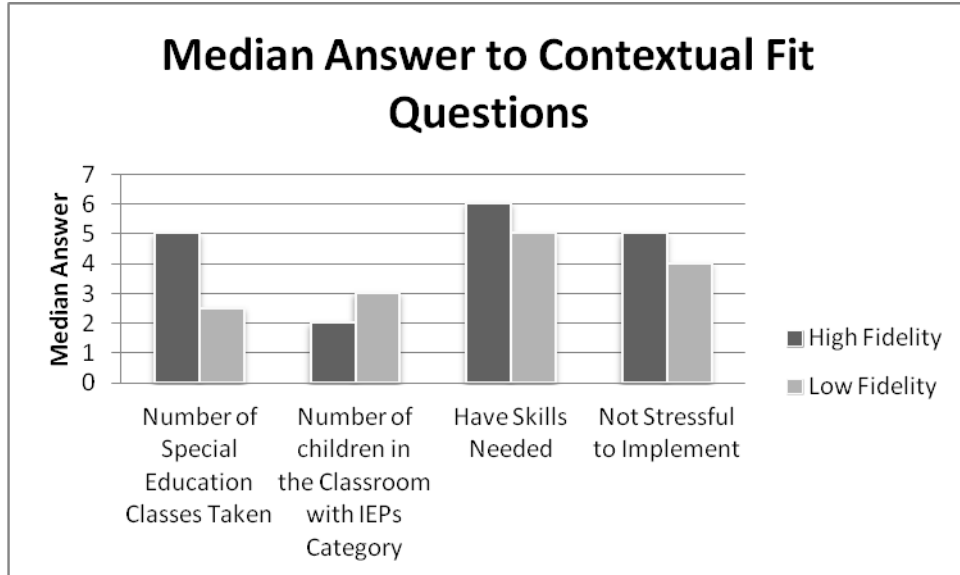 Median Answer to Contextual Fit
Questions
Median Answer
7
6
5
4
3
2
1
0
Number of
Special
Education
Classes Taken
Number of
children in
the Classroom
with IEPs
Category
Have Skills
Needed
Not Stressful
to Implement
High Fidelity
Low Fidelity